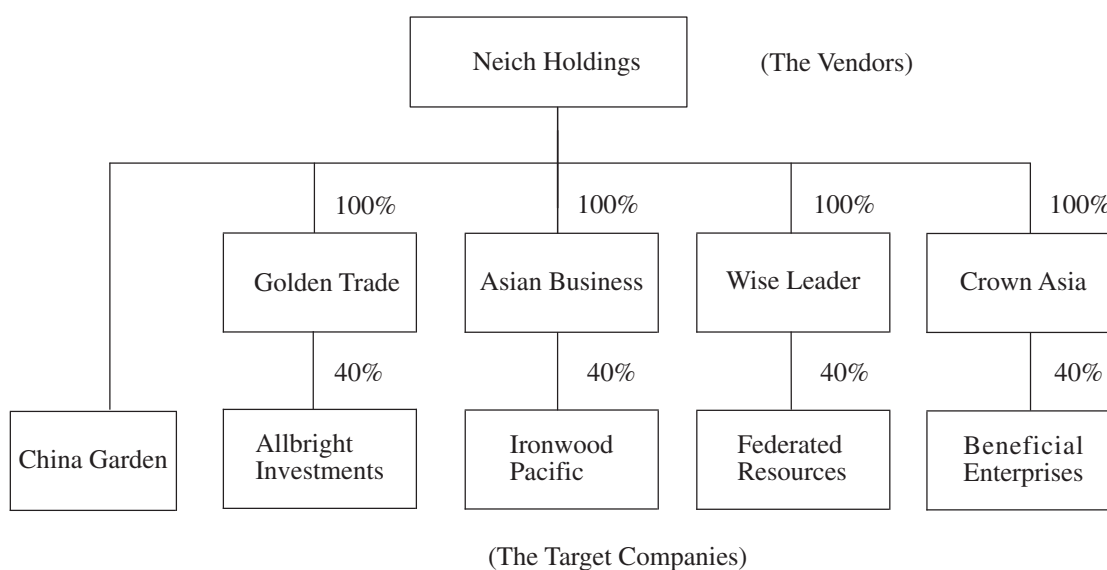 Neich Holdings
(The Vendors)
100%
100%
100%
100%
Golden Trade
Asian Business
Wise Leader
Crown Asia
40%
40%
40%
40%
China Garden
Allbright
Investments
Ironwood
Pacific
Federated
Resources
Beneficial
Enterprises
(The Target Companies)